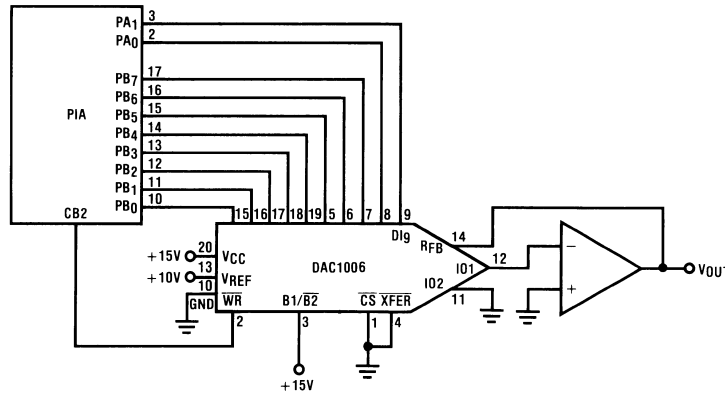 PA1 3
PA0 2
PB7 17
PB6 16
PIA PB5 15
PB4 14
PB3 13
PB2 12
PB1 11
PB0 10
CB2
15 16 17 18 19 5 6 7 8 9
DI9
RFB 14
+15V 20 VCC
+10V 13 VREF
DAC1006
IO1 12
−
VOUT
10
GND
WR B1/B2 CS XFER
IO2
11
+
2 3 1 4
+15V